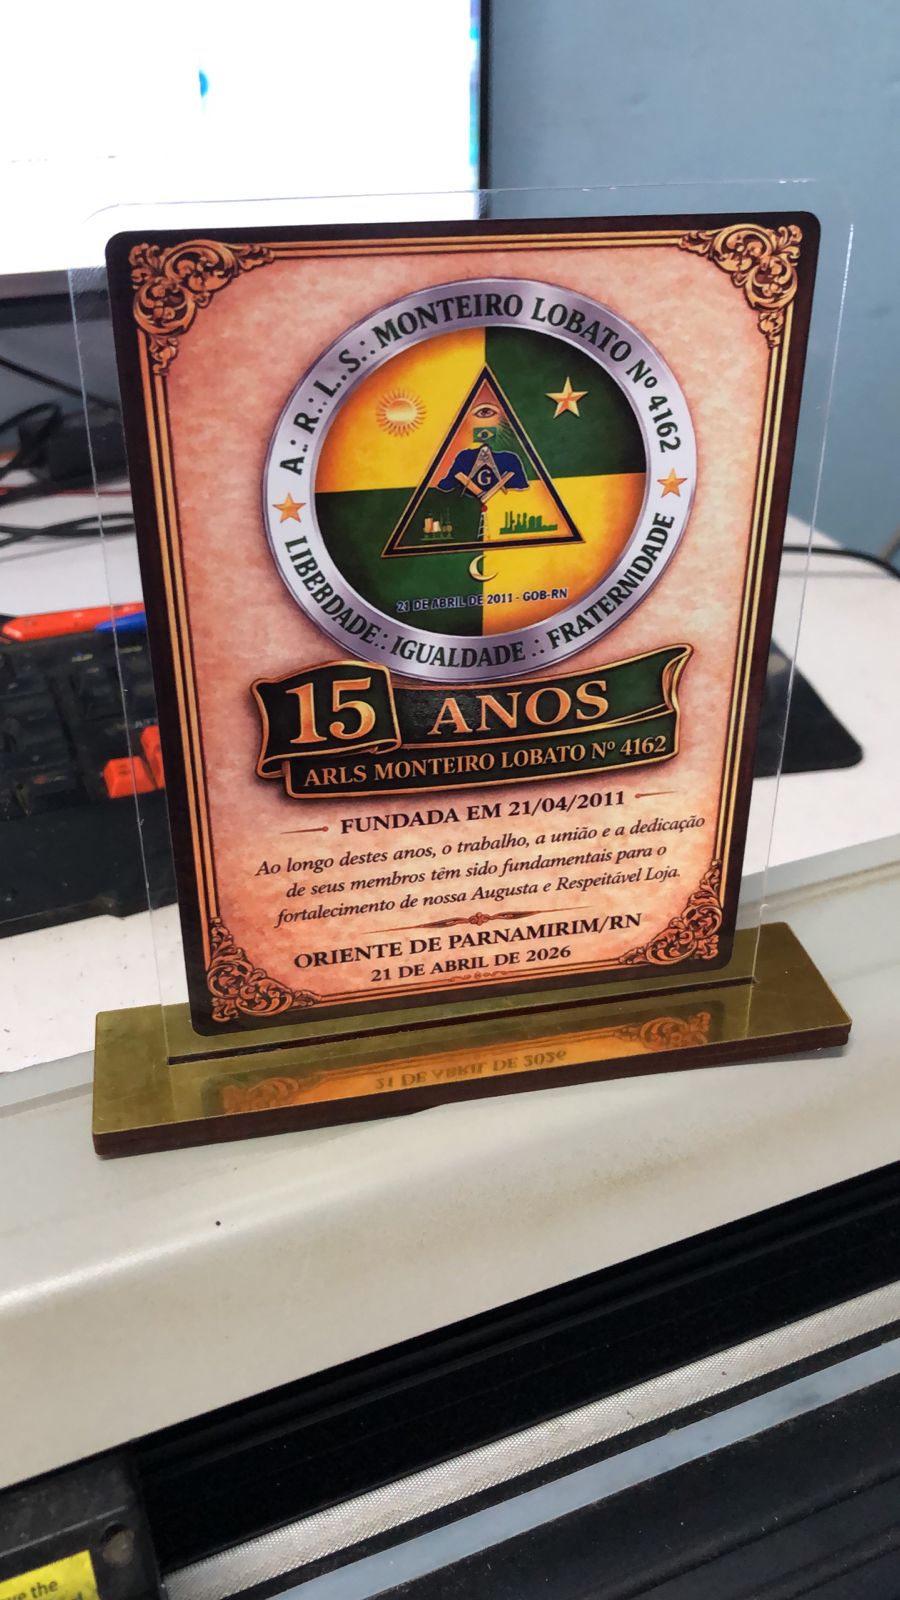 A∴R∴L∴S∴ MONTEIRO LOBATO Nº 4162
G
21 DE ABRIL DE 2011 - GOB-RN
LIBEBDADE∴ IGUALDADE∴ FRATERNIDADE
15 ANOS
ARLS MONTEIRO LOBATO Nº 4162
FUNDADA EM 21/04/2011
Ao longo destes anos, o trabalho, a união e a dedicação
de seus membros têm sido fundamentais para o
fortalecimento de nossa Augusta e Respeitável Loja.
ORIENTE DE PARNAMIRIM/RN
21 DE ABRIL DE 2026
the